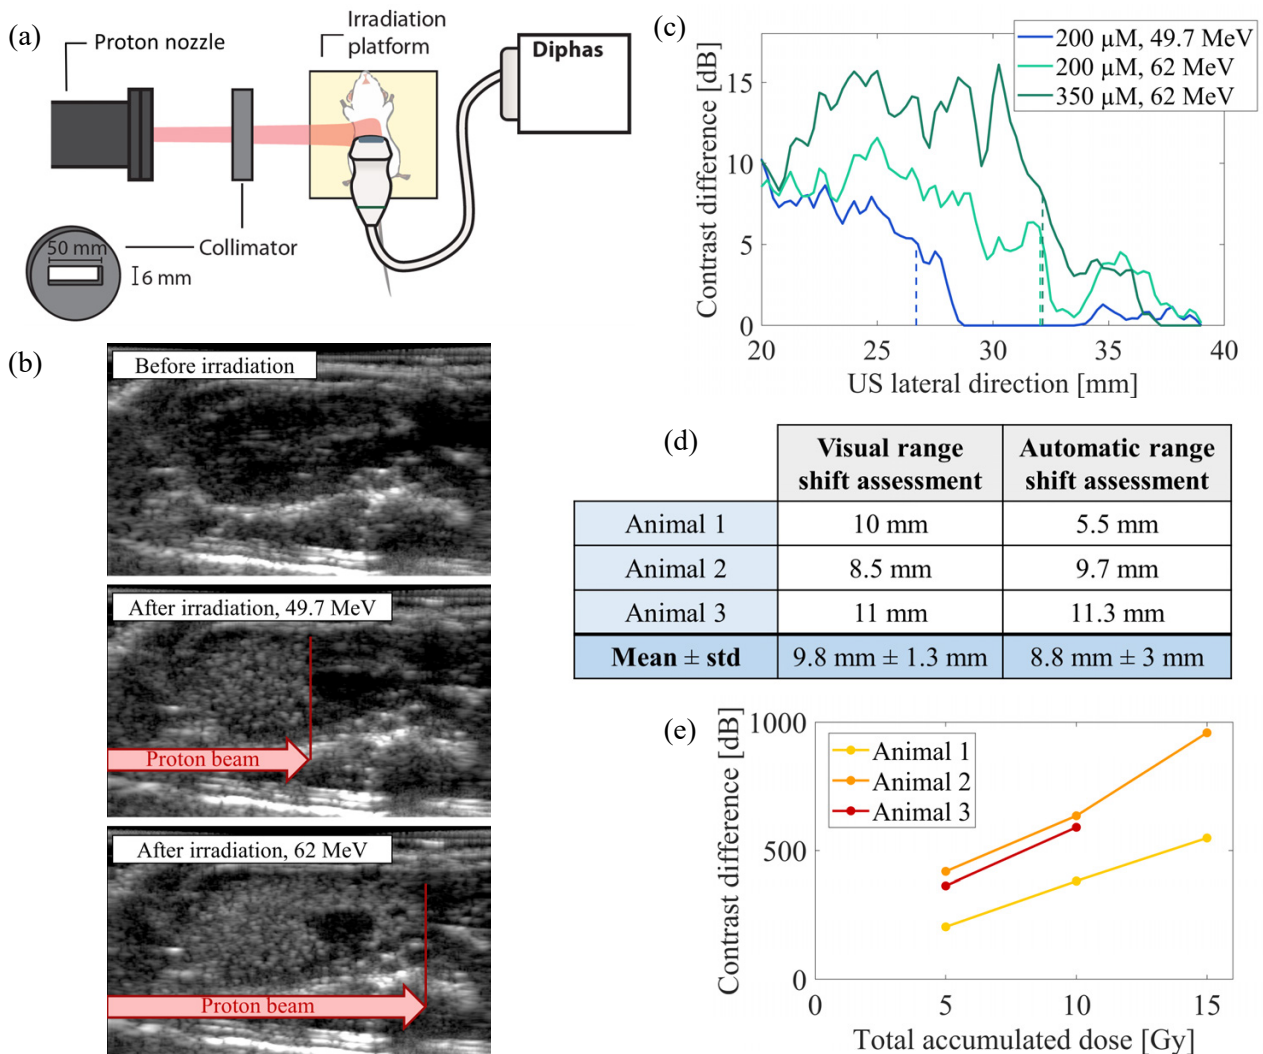 (a)
Proton nozzle
Irradiation
platform
Diphas
Collimator
50 mm
6 mm
(b)
Before irradiation
After irradiation, 49.7 MeV
Proton beam
After irradiation, 62 MeV
Proton beam
(c)
200 µM, 49.7 MeV
200 µM, 62 MeV
350 µM, 62 MeV
Contrast difference [dB]
15
10
5
0
20 25 30 35 40
US lateral direction [mm]
(d)
Visual range shift assessment
Automatic range shift assessment
Animal 1 10 mm 5.5 mm
Animal 2 8.5 mm 9.7 mm
Animal 3 11 mm 11.3 mm
Mean ± std 9.8 mm ± 1.3 mm 8.8 mm ± 3 mm
(e)
Animal 1
Animal 2
Animal 3
Contrast difference [dB]
1000
500
0
0 5 10 15
Total accumulated dose [Gy]